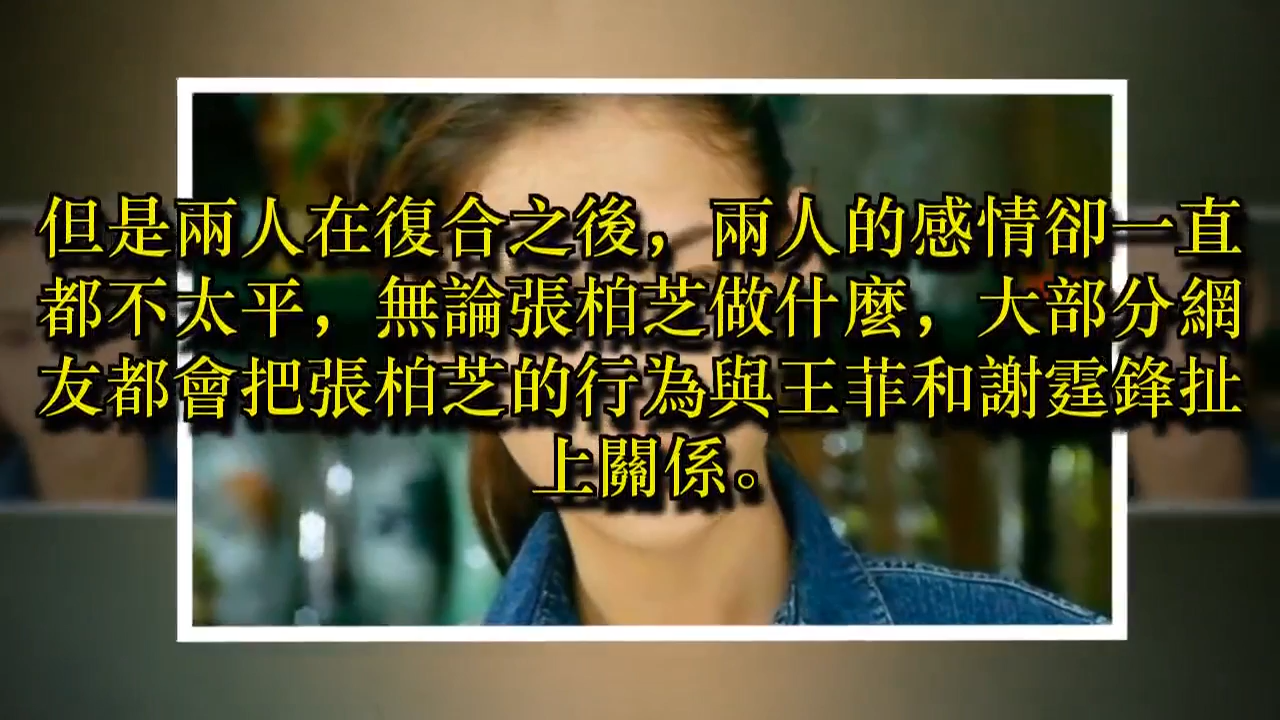 但是兩人在復合之後，兩人的感情卻一直
都不太平，無論張柏芝做什麼，大部分網
友都會把張柏芝的行為與王菲和謝霆鋒扯
上關係。